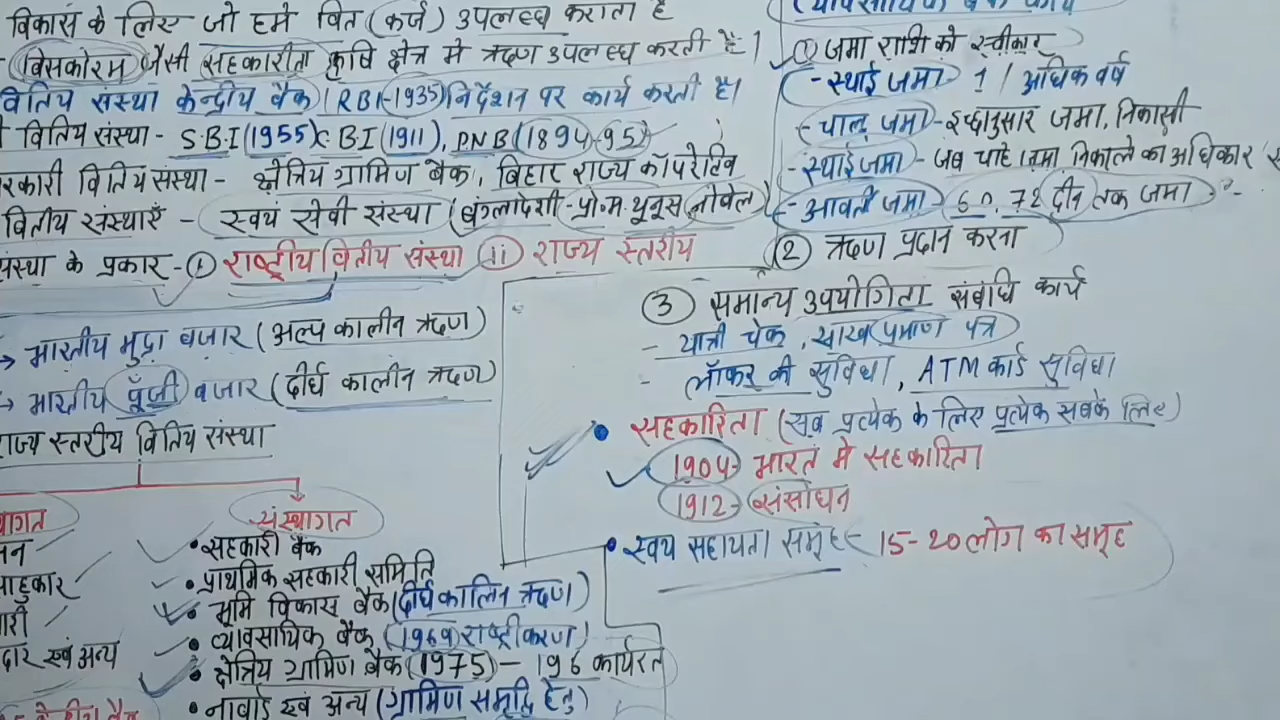 विकास के लिए जो हमे वित (कर्ज) उपलब्ध कराता है
बिसकोमान जैसी सहकारीता कृषि क्षेत्र मे ऋण उपलब्ध करती है।
वितिय संस्था केन्द्रीय बैंक (RBI-1935) निर्देशन पर कार्य करती है।
वितिय संस्था - S.B.I (1955) C.B.I (1911), PNB (1894-95)
वितिय संस्था - क्षेत्रिय ग्रामिण बैंक, बिहार राज्य कॉपरेटिव
वितीय संस्थाएँ - स्वयं सेवी संस्था (बंग्लादेशी - प्रो.म. यूनूस नोवेल)
संस्था के प्रकार - (i) राष्ट्रीय वितीय संस्था (ii) राज्य स्तरीय
→ भारतीय मुद्रा बजार (अल्प कालीन ऋण)
→ भारतीय पूँजी बजार (दीर्घ कालीन ऋण)
राज्य स्तरीय वितिय संस्था
संस्थागत
• सहकारी बैंक
• प्राथमिक सहकारी समिति
• भूमि विकास बैंक (दीर्घ कालिन ऋण)
• व्यावसायिक बैंक (1969 राष्ट्रीकरण)
• क्षेत्रिय ग्रामिण बैंक (1975) - 196 कार्यरत
• नावार्ड एवं अन्य (ग्रामिण समृद्धि हेतु)
दार एवं अन्य
① जमा राशि को स्वीकार
- स्थाई जमा 1 / अधिक वर्ष
- चालू जमा - इच्छानुसार जमा, निकासी
- स्थाई जमा - जब चाहे जमा निकालने का अधिकार
- आवर्ती जमा (60, 72 दीन तक जमा)
② ऋण प्रदान करना
③ समान्य उपयोगिता संबंधि कार्य
- यात्री चेक, साख प्रमाण पत्र
- लॉकर की सुविधा, ATM कार्ड सुविधा
• सहकारिता (सब प्रत्येक के लिए प्रत्येक सबके लिए)
1904 → भारत मे सहकारिता
1912 → संसोधन
• स्वय सहायता समूह - 15-20 लोग का समूह